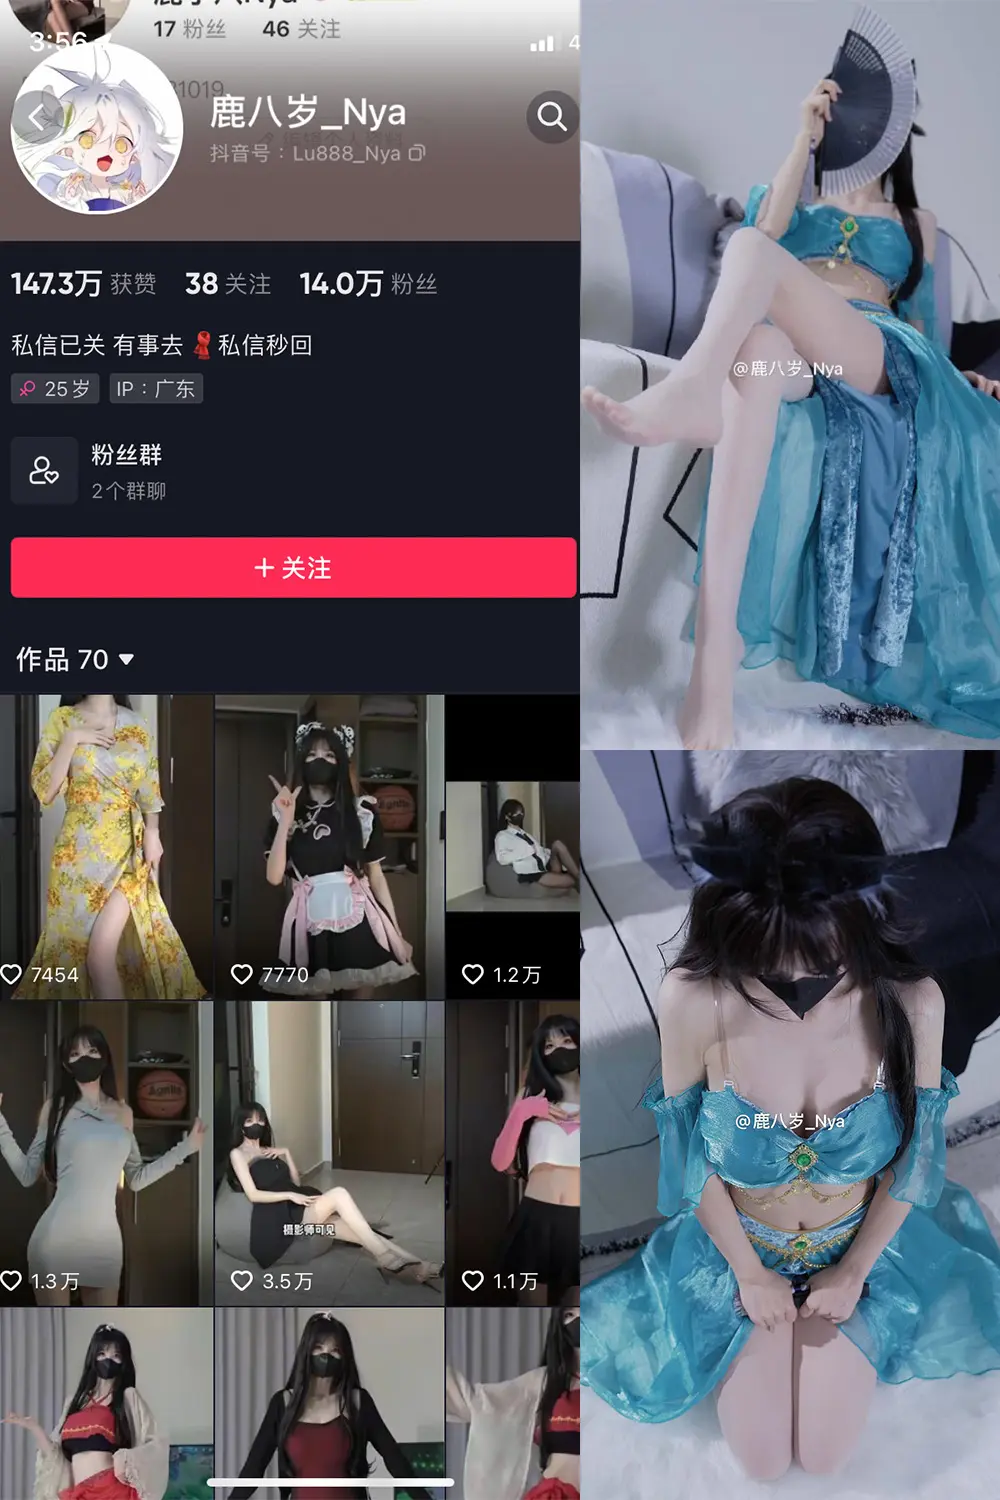 17 粉丝 46 关注
3:56
4
鹿八岁_Nya
抖音号：Lu888_Nya
147.3万 获赞 38 关注 14.0万 粉丝
私信已关 有事去 私信秒回
25岁 IP：广东
粉丝群
2个群聊
+ 关注
作品 70
7454
7770
1.2万
1.3万
摄影师可见
3.5万
1.1万
@鹿八岁_Nya
@鹿八岁_Nya